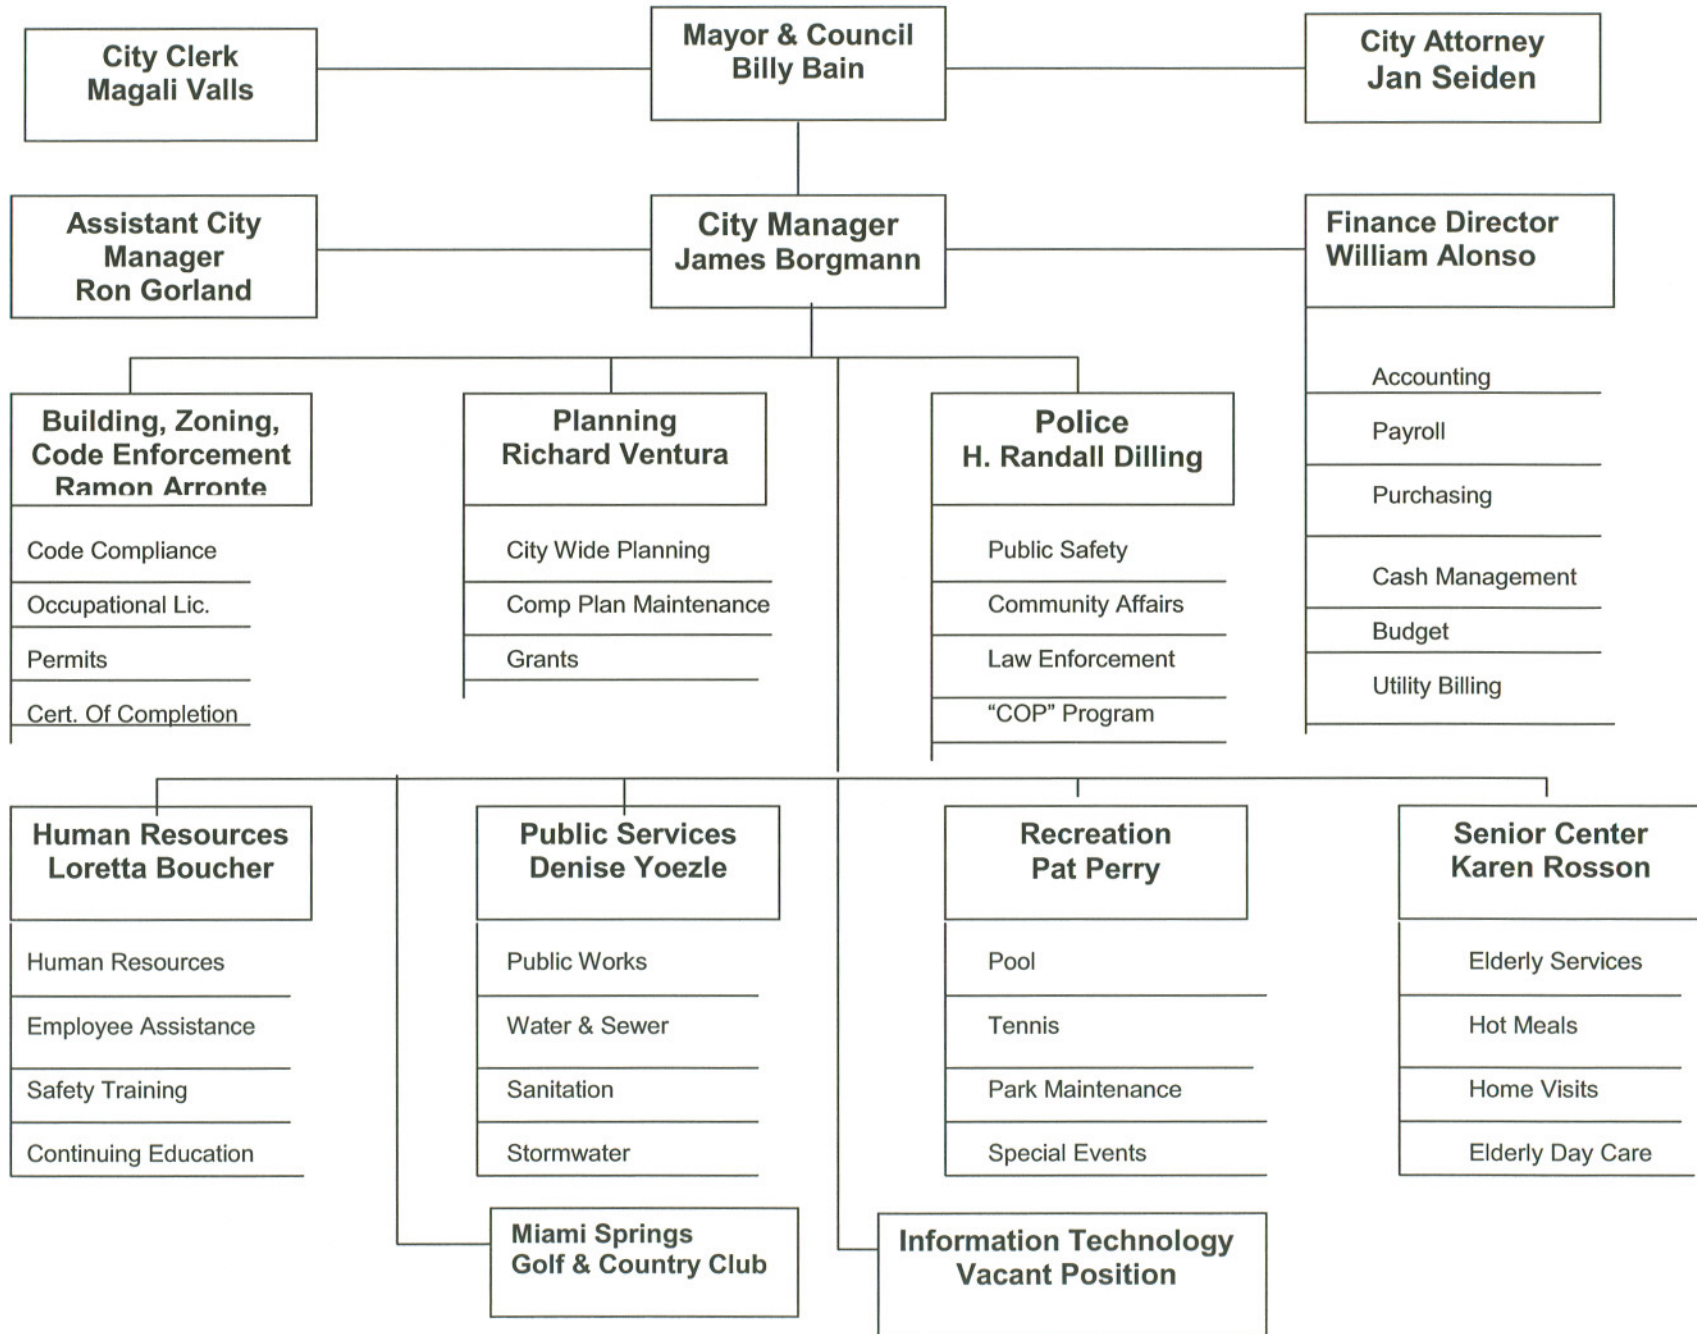 City Clerk
Magali Valls
Mayor & Council
Billy Bain
City Attorney
Jan Seiden
Assistant City
Manager
Ron Gorland
City Manager
James Borgmann
Finance Director
William Alonso
Accounting
Payroll
Purchasing
Cash Management
Budget
Utility Billing
Building, Zoning,
Code Enforcement
Ramon Arronte
Code Compliance
Occupational Lic.
Permits
Cert. Of Completion
Planning
Richard Ventura
City Wide Planning
Comp Plan Maintenance
Grants
Police
H. Randall Dilling
Public Safety
Community Affairs
Law Enforcement
“COP” Program
Human Resources
Loretta Boucher
Human Resources
Employee Assistance
Safety Training
Continuing Education
Public Services
Denise Yoezle
Public Works
Water & Sewer
Sanitation
Stormwater
Recreation
Pat Perry
Pool
Tennis
Park Maintenance
Special Events
Senior Center
Karen Rosson
Elderly Services
Hot Meals
Home Visits
Elderly Day Care
Miami Springs
Golf & Country Club
Information Technology
Vacant Position